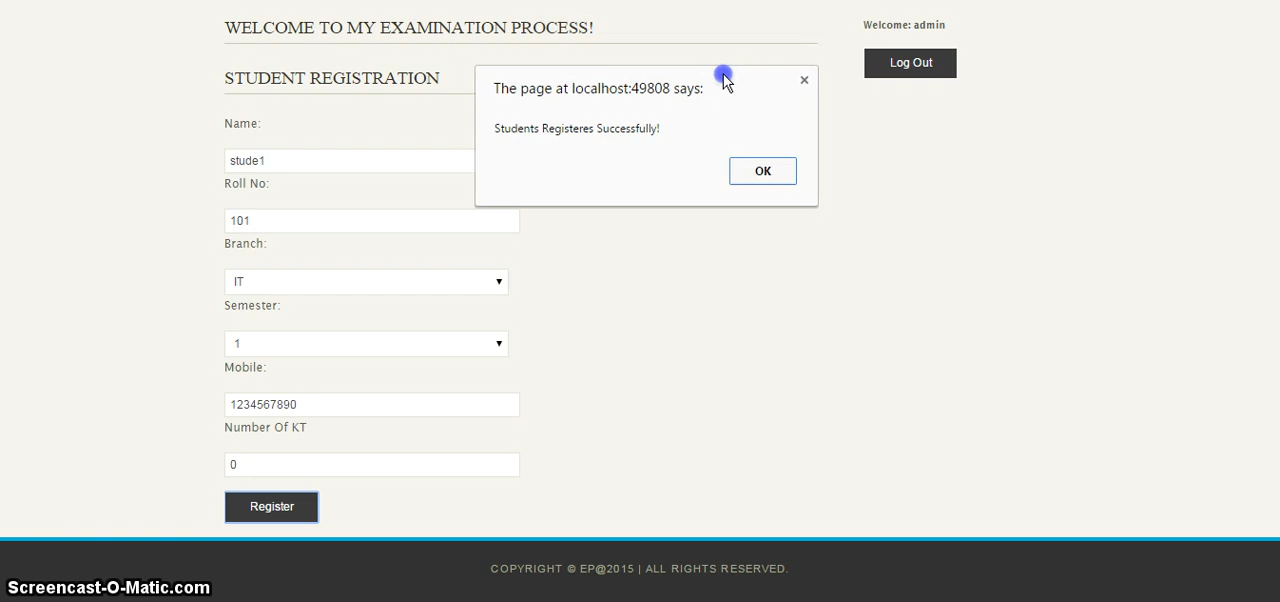 WELCOME TO MY EXAMINATION PROCESS!
Welcome: admin
Log Out
STUDENT REGISTRATION
The page at localhost:49808 says:
Students Registeres Successfully!
OK
Name:
stude1
Roll No:
101
Branch:
IT
Semester:
1
Mobile:
1234567890
Number Of KT
0
Register
COPYRIGHT © EP@2015 | ALL RIGHTS RESERVED.
Screencast-O-Matic.com